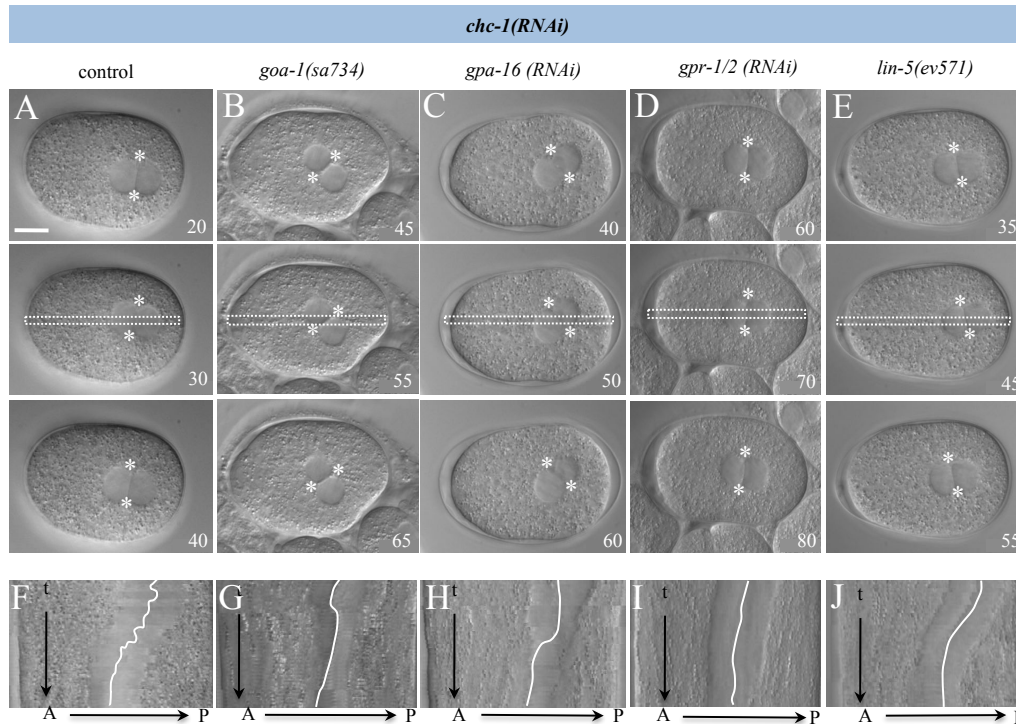 chc-1(RNAi)
control goa-1(sa734) gpa-16 (RNAi) gpr-1/2 (RNAi) lin-5(ev571)
A B C D E
* * * * *
* * * * *
20 45 40 60 35
* * * * *
* * * * *
30 55 50 70 45
* * * * *
* * * * *
40 65 60 80 55
F G H I J
t t t t t
A P A P A P A P A